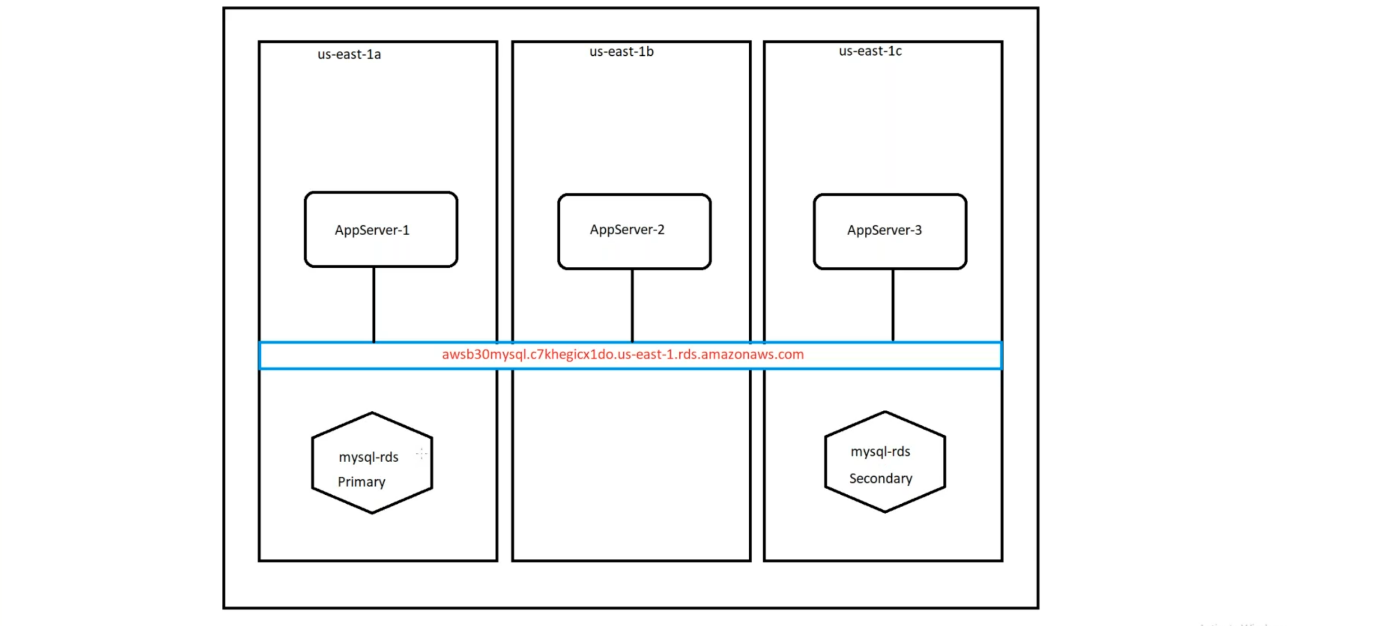 us-east-1a
us-east-1b
us-east-1c
AppServer-1
AppServer-2
AppServer-3
awsb30mysql.c7khegicx1do.us-east-1.rds.amazonaws.com
mysql-rds
Primary
mysql-rds
Secondary